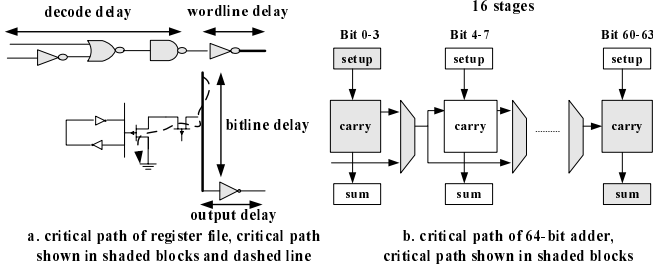 decode delay
wordline delay
bitline delay
output delay
a. critical path of register file, critical path
shown in shaded blocks and dashed line
16 stages
Bit 0-3
Bit 4-7
Bit 60-63
setup
setup
setup
carry
carry
carry
sum
sum
sum
b. critical path of 64-bit adder,
critical path shown in shaded blocks